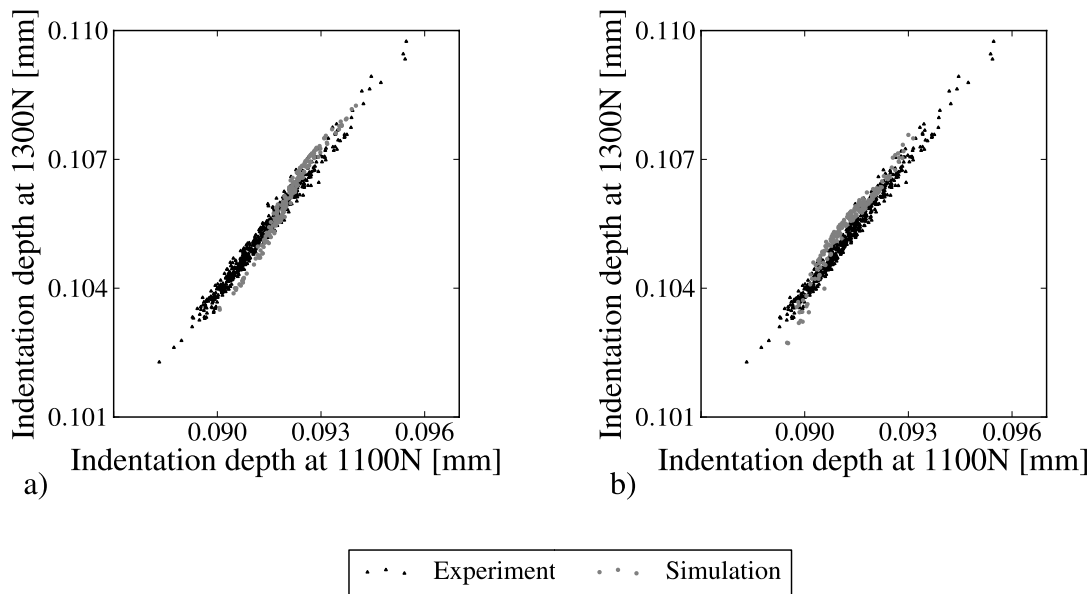 Indentation depth at 1300N [mm]
0.110
0.107
0.104
0.101
0.090 0.093 0.096
Indentation depth at 1100N [mm]
a)
Indentation depth at 1300N [mm]
0.110
0.107
0.104
0.101
0.090 0.093 0.096
Indentation depth at 1100N [mm]
b)
Experiment Simulation